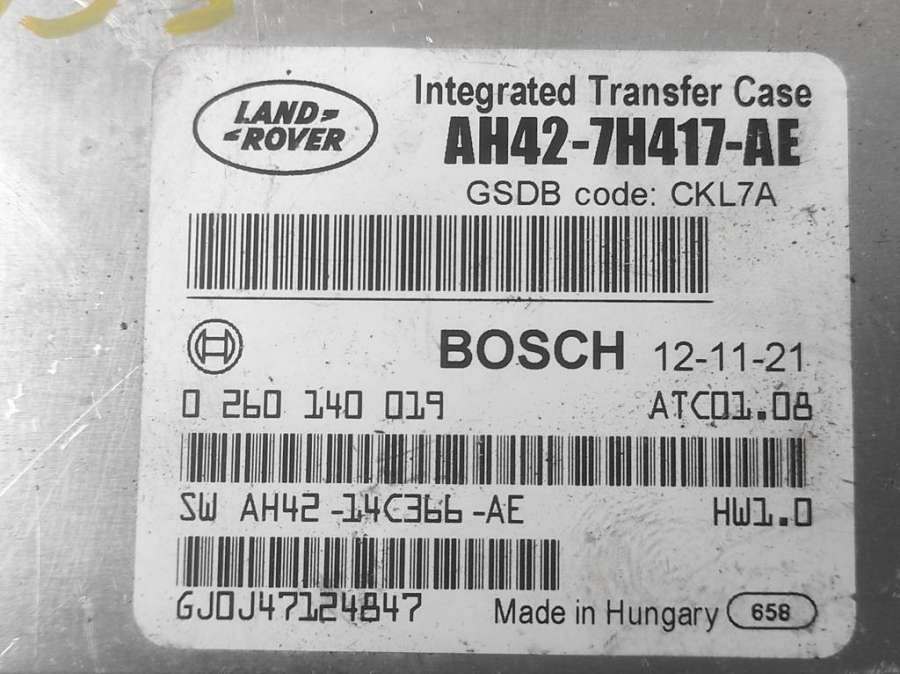 LAND
ROVER
Integrated Transfer Case
AH42-7H417-AE
GSDB code: CKL7A
BOSCH 12-11-21
0 260 140 019 ATC01.08
SW AH42-14C366-AE HW1.0
GJ0J47124847
Made in Hungary 658